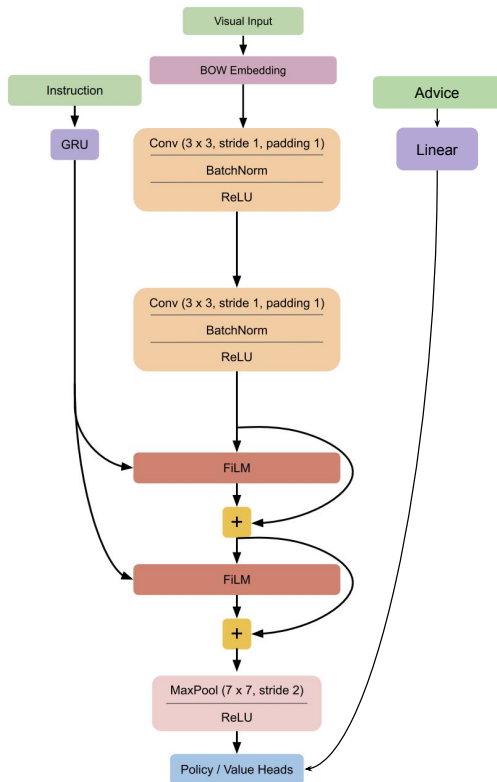 Visual Input
BOW Embedding
Instruction
GRU
Advice
Linear
Conv (3 x 3, stride 1, padding 1)
BatchNorm
ReLU
Conv (3 x 3, stride 1, padding 1)
BatchNorm
ReLU
FiLM
+
FiLM
+
MaxPool (7 x 7, stride 2)
ReLU
Policy / Value Heads